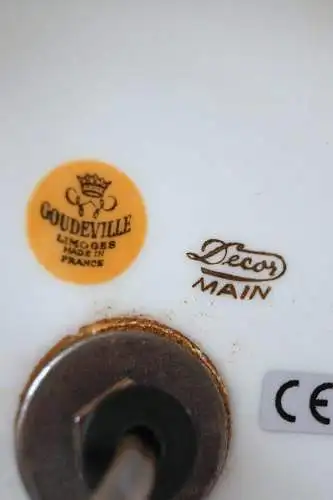 GOUDEVILLE
LIMOGES
MADE IN
FRANCE
Decor
MAIN
CE